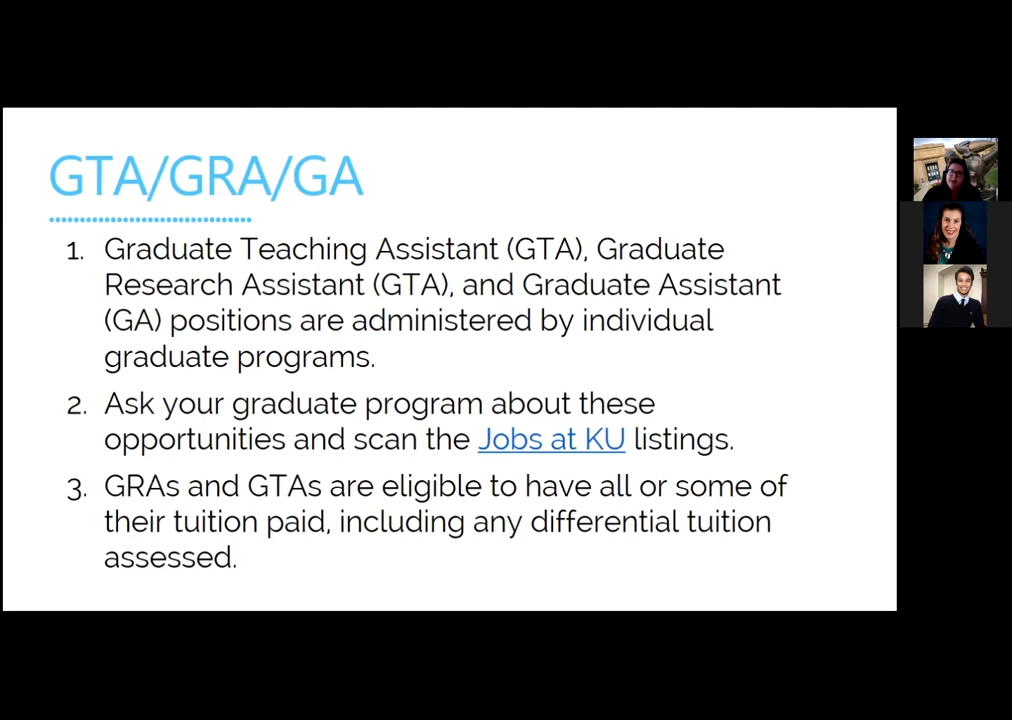 GTA/GRA/GA
1. Graduate Teaching Assistant (GTA), Graduate
Research Assistant (GTA), and Graduate Assistant
(GA) positions are administered by individual
graduate programs.
2. Ask your graduate program about these
opportunities and scan the Jobs at KU listings.
3. GRAs and GTAs are eligible to have all or some of
their tuition paid, including any differential tuition
assessed.